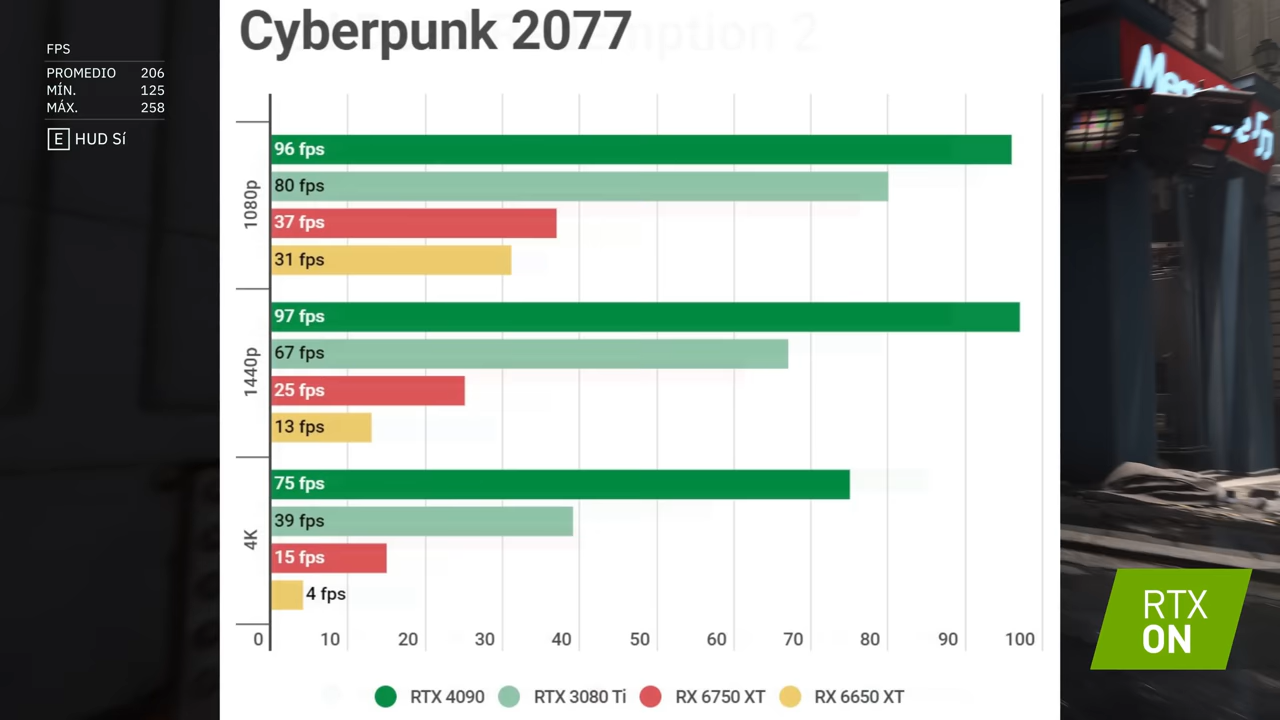 Cyberpunk 2077
FPS
PROMEDIO 206
MÍN. 125
MÁX. 258
E HUD SÍ
1080p
96 fps
80 fps
37 fps
31 fps
1440p
97 fps
67 fps
25 fps
13 fps
4K
75 fps
39 fps
15 fps
4 fps
0 10 20 30 40 50 60 70 80 90 100
RTX 4090 RTX 3080 Ti RX 6750 XT RX 6650 XT
RTX
ON